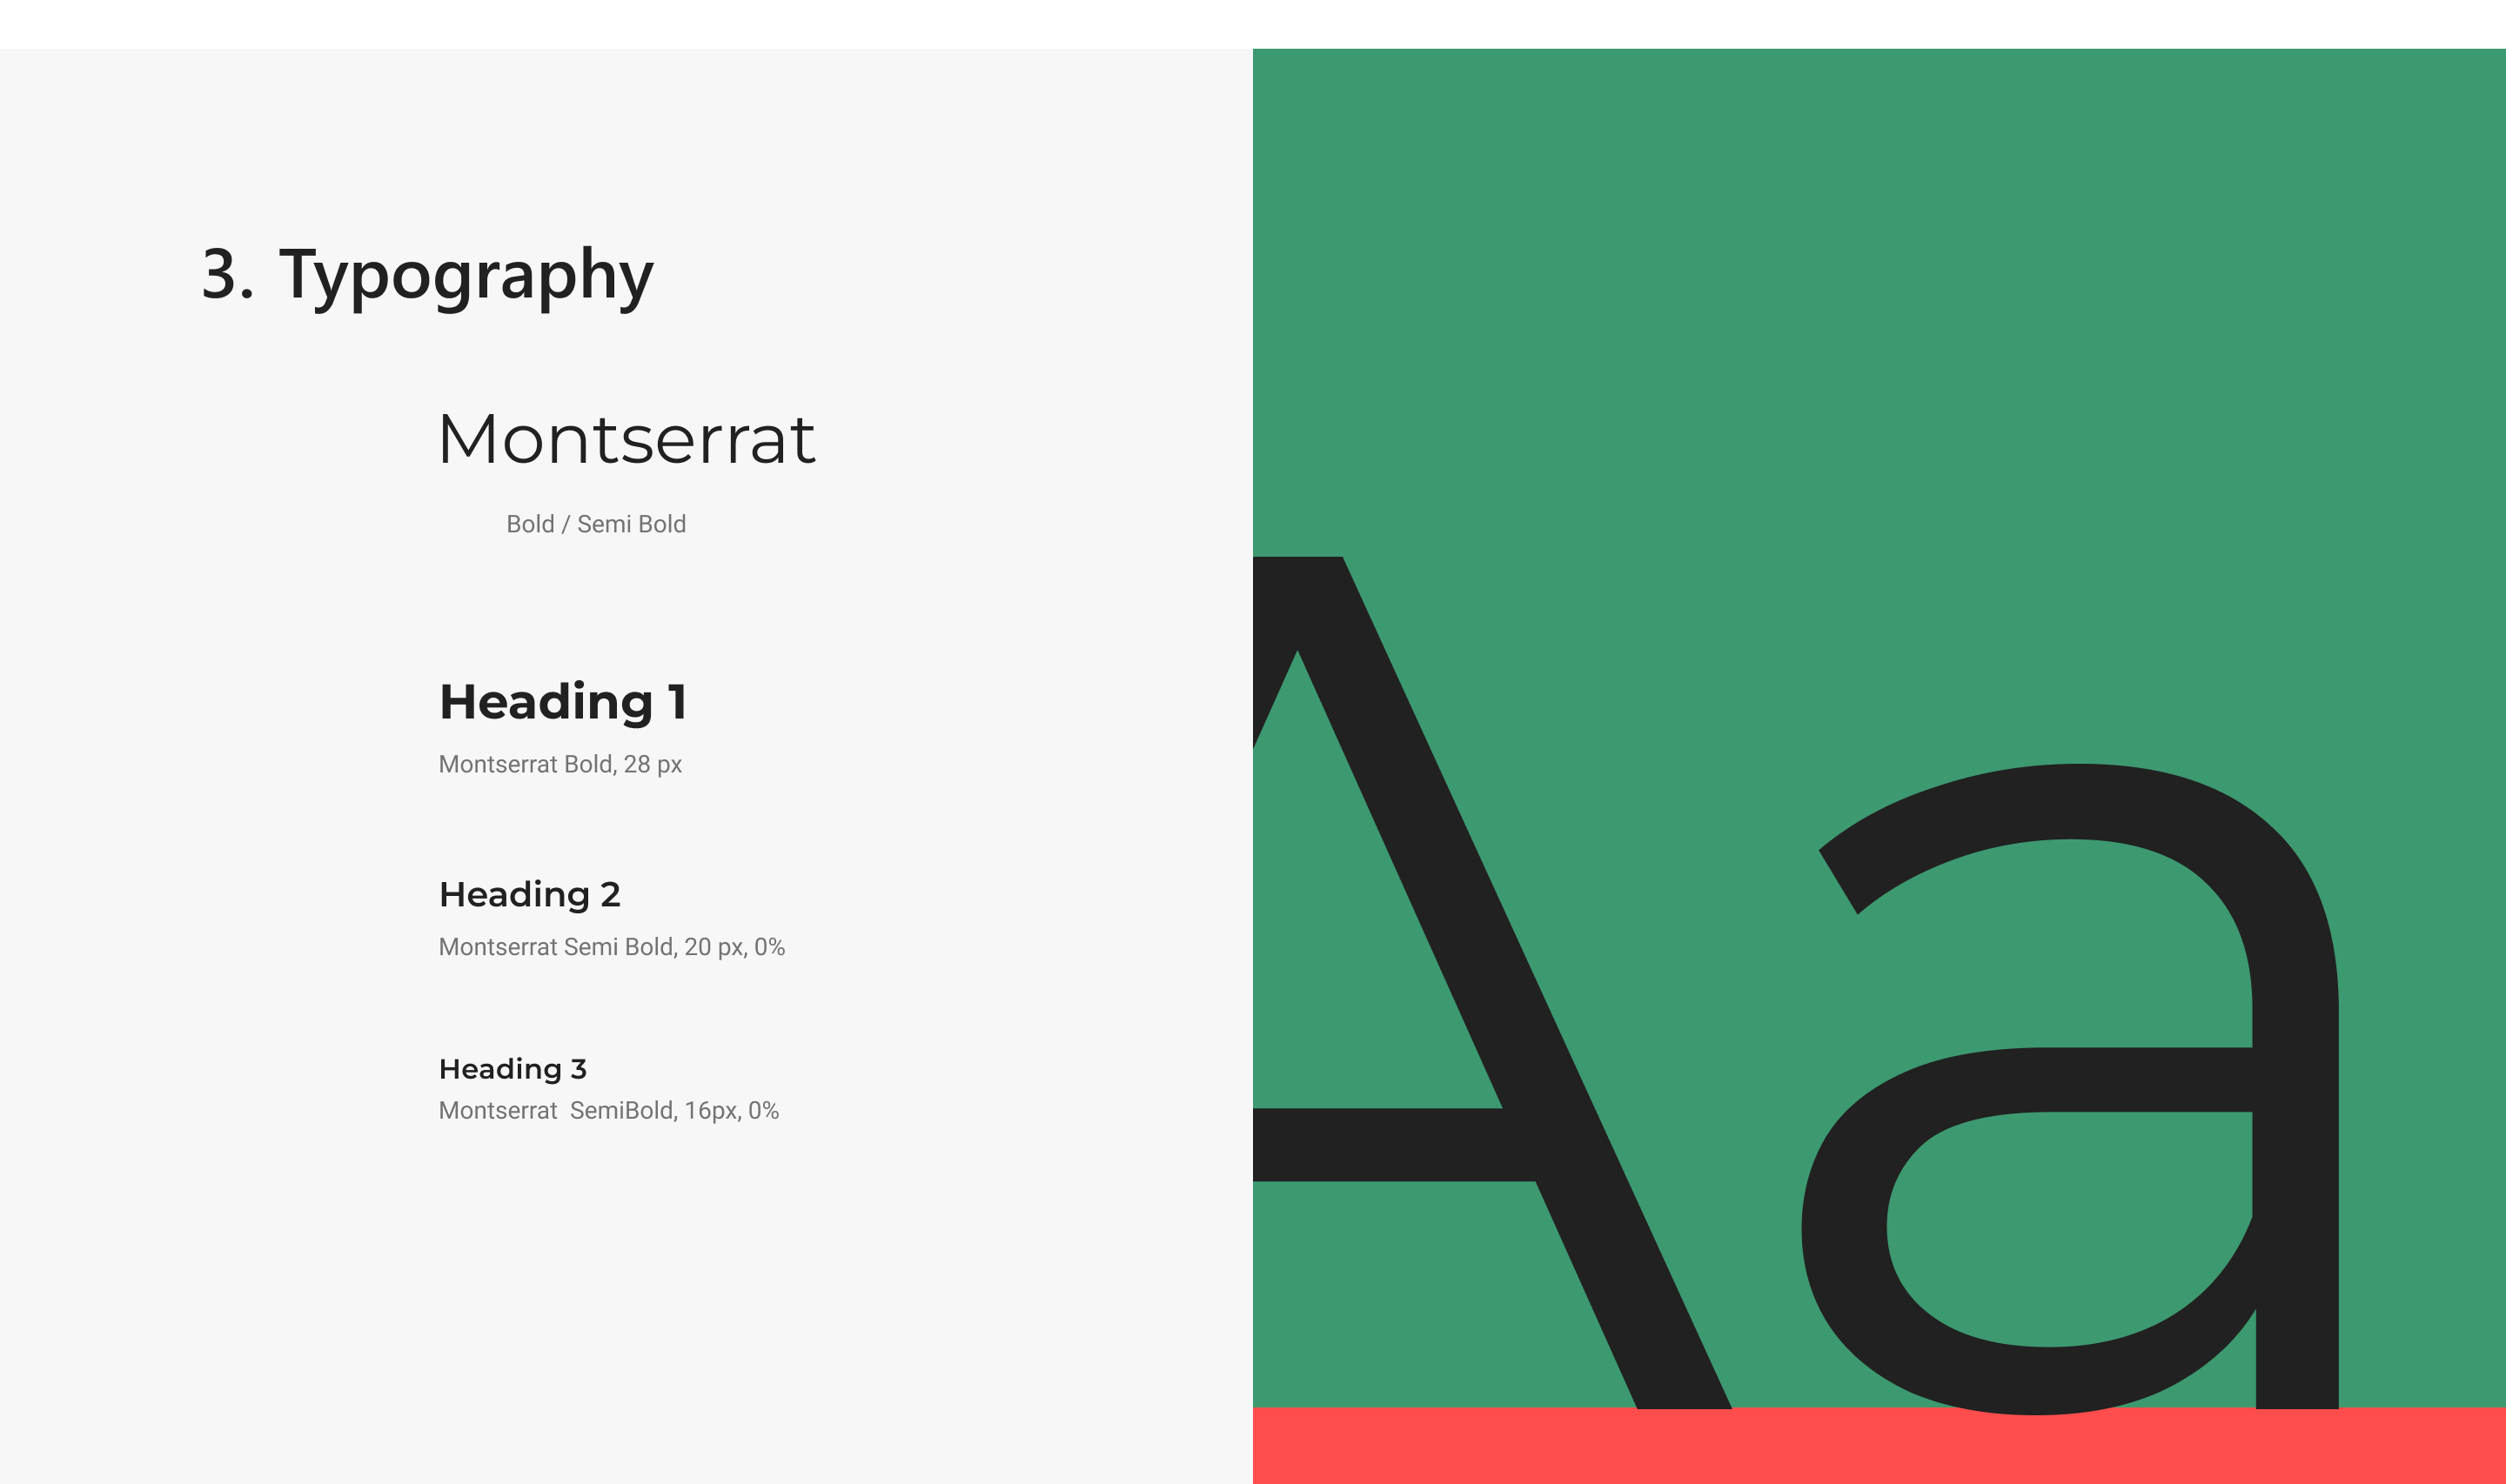 3. Typography
Montserrat
Bold / Semi Bold
Heading 1
Montserrat Bold, 28 px
Heading 2
Montserrat Semi Bold, 20 px, 0%
Heading 3
Montserrat  SemiBold, 16px, 0%
Aa